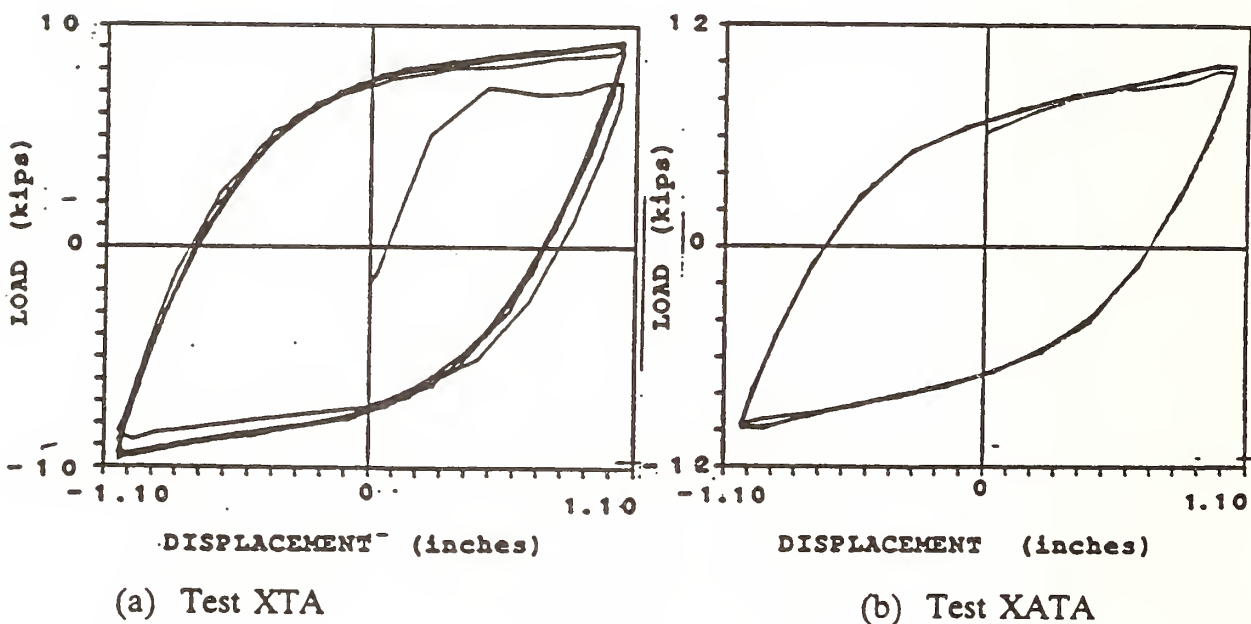 10
LOAD (kips)
0
-10
-1.10
0
1.10
DISPLACEMENT (inches)
(a) Test XTA
12
LOAD (kips)
0
-12
-1.10
0
1.10
DISPLACEMENT (inches)
(b) Test XATA